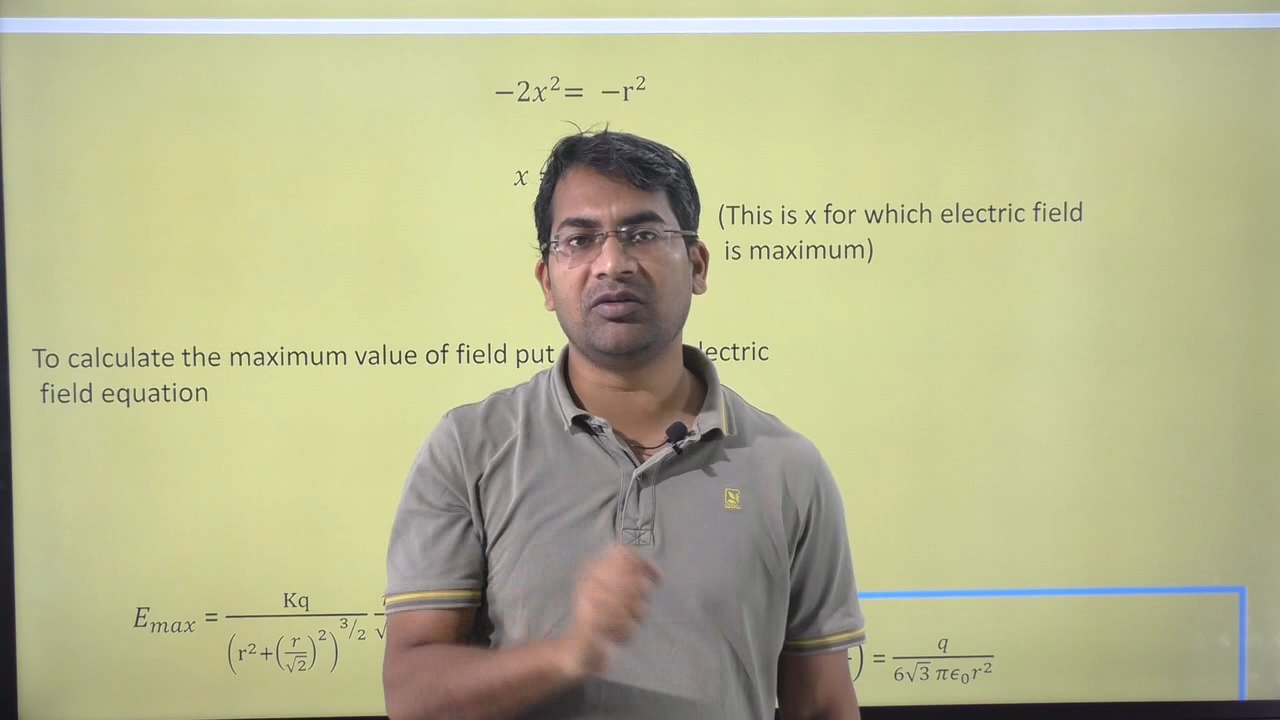 −2x² = −r²
x
(This is x for which electric field
is maximum)
To calculate the maximum value of field put
field equation
E_max = Kq / (r² + (r/√2)²)^3/2
) = q / 6√3 πϵ₀r²